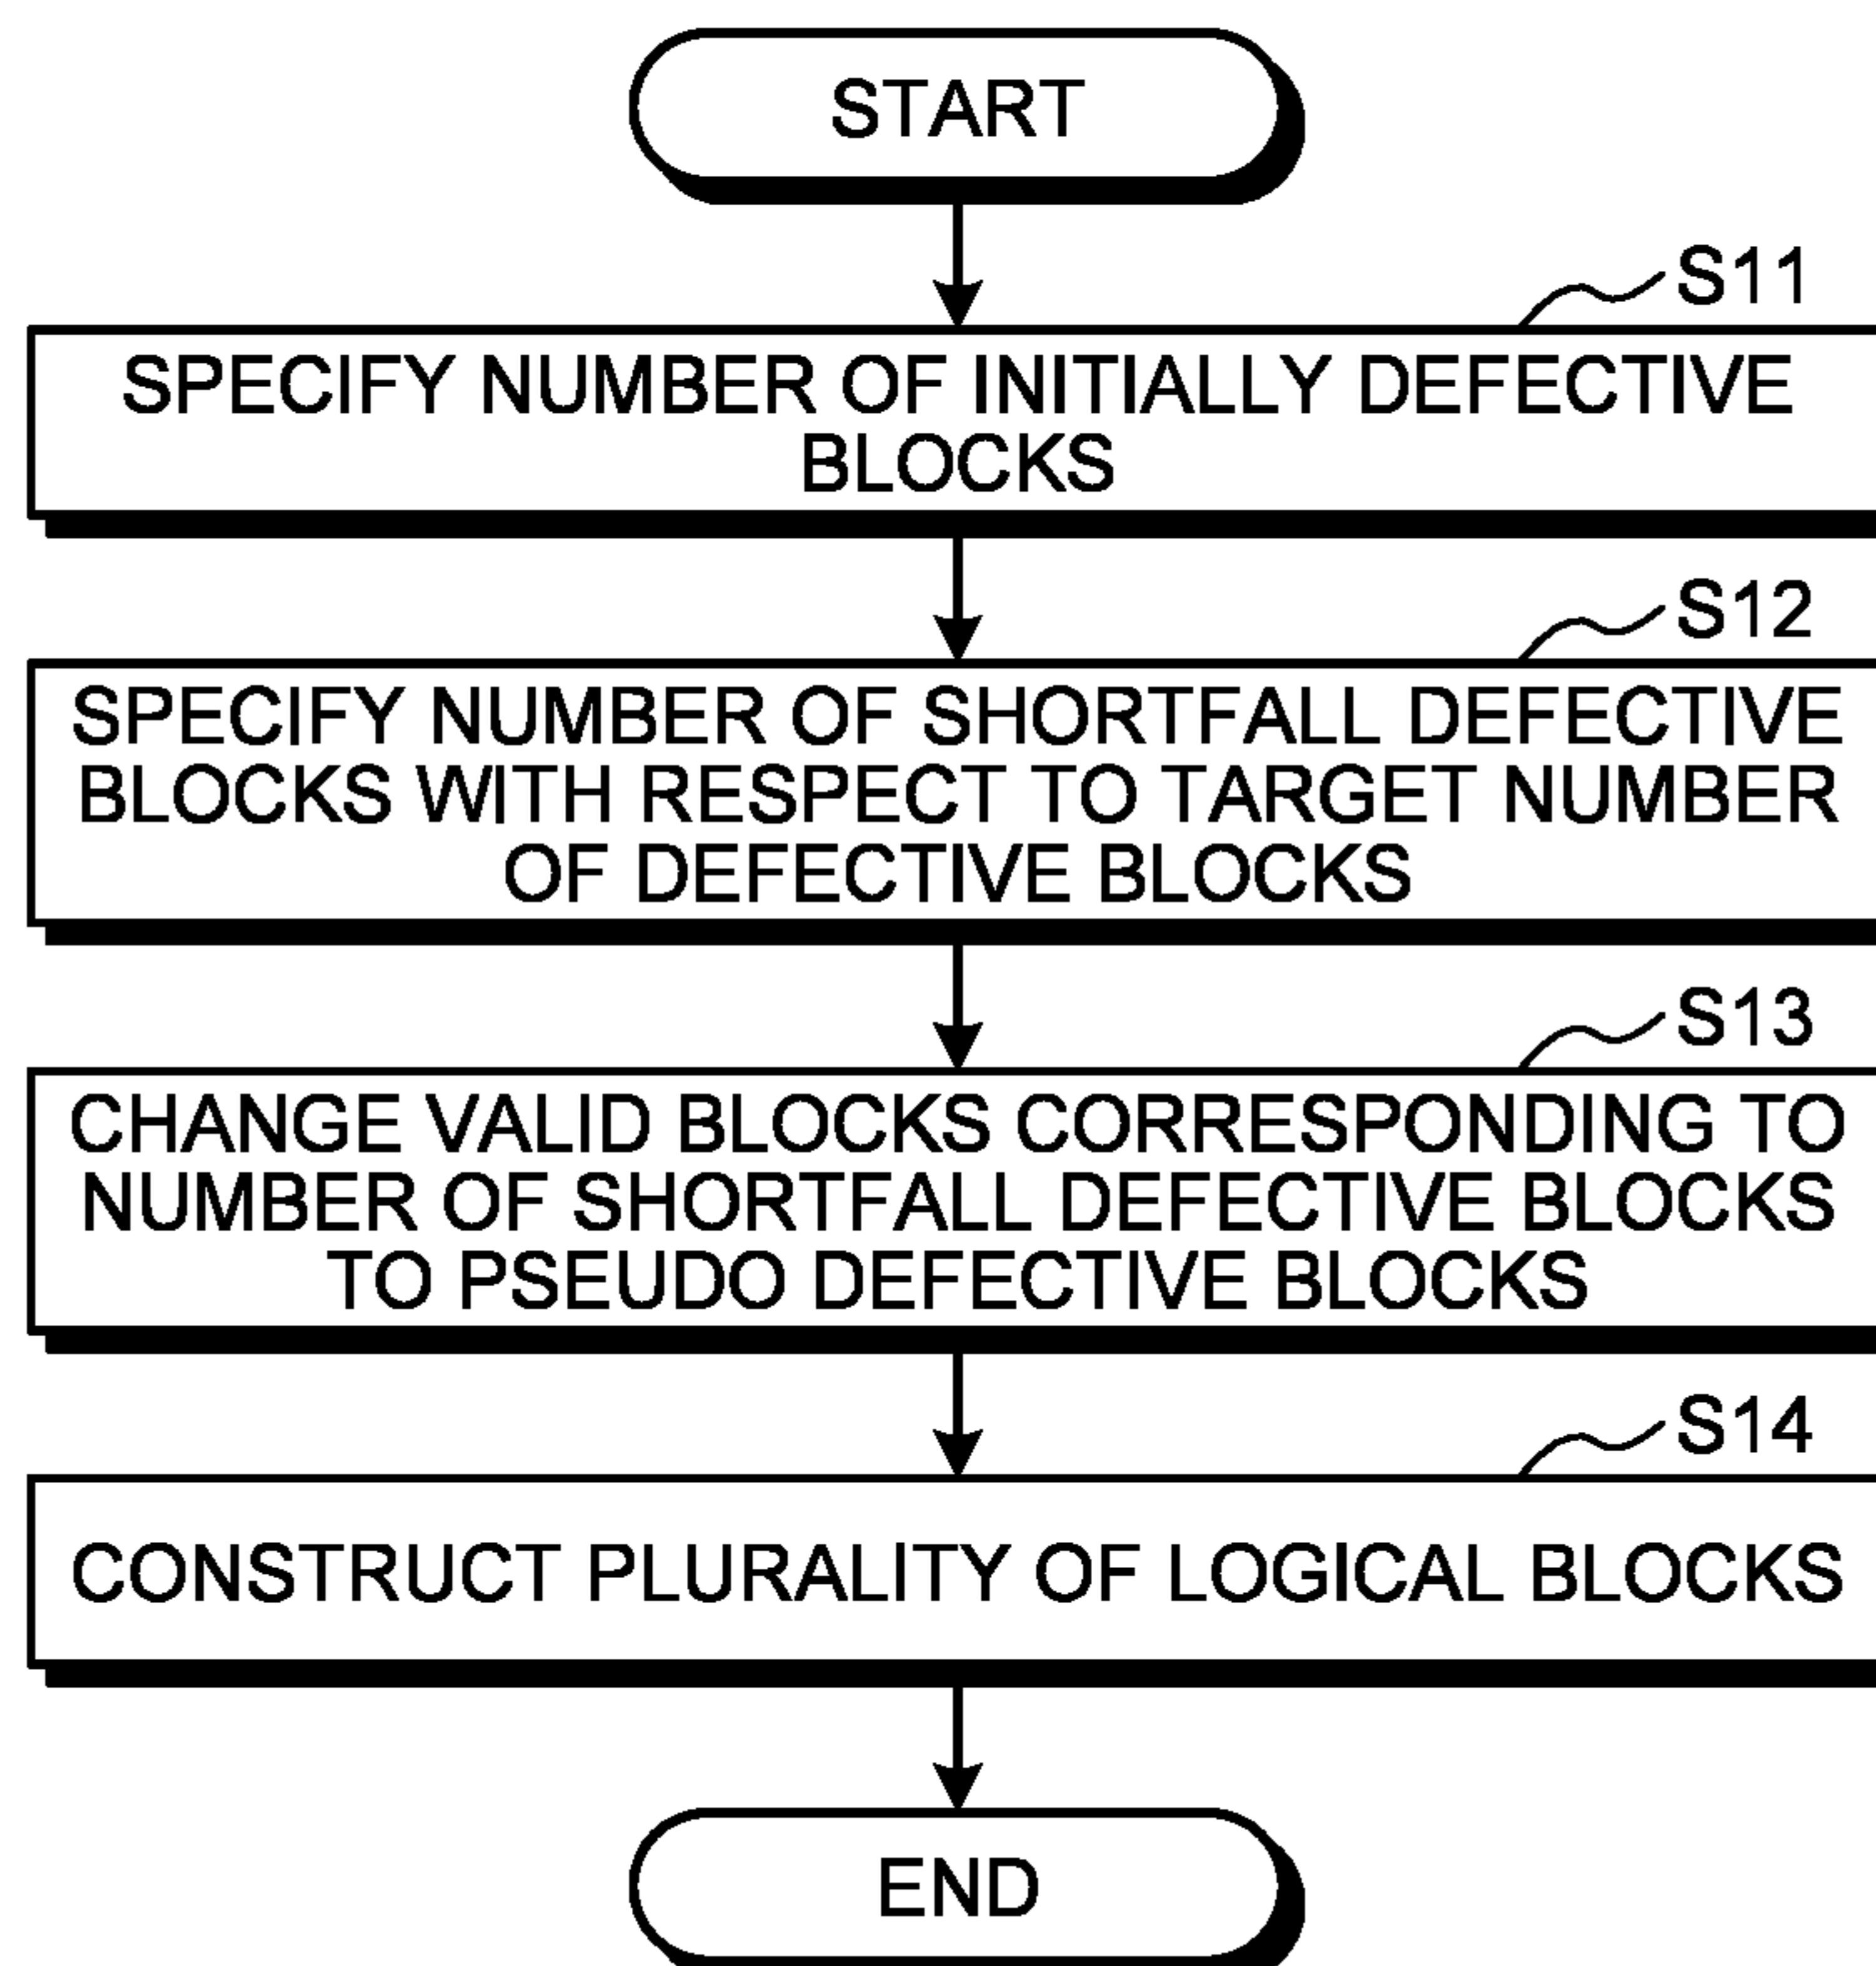 START
S11
SPECIFY NUMBER OF INITIALLY DEFECTIVE
BLOCKS
S12
SPECIFY NUMBER OF SHORTFALL DEFECTIVE
BLOCKS WITH RESPECT TO TARGET NUMBER
OF DEFECTIVE BLOCKS
S13
CHANGE VALID BLOCKS CORRESPONDING TO
NUMBER OF SHORTFALL DEFECTIVE BLOCKS
TO PSEUDO DEFECTIVE BLOCKS
S14
CONSTRUCT PLURALITY OF LOGICAL BLOCKS
END